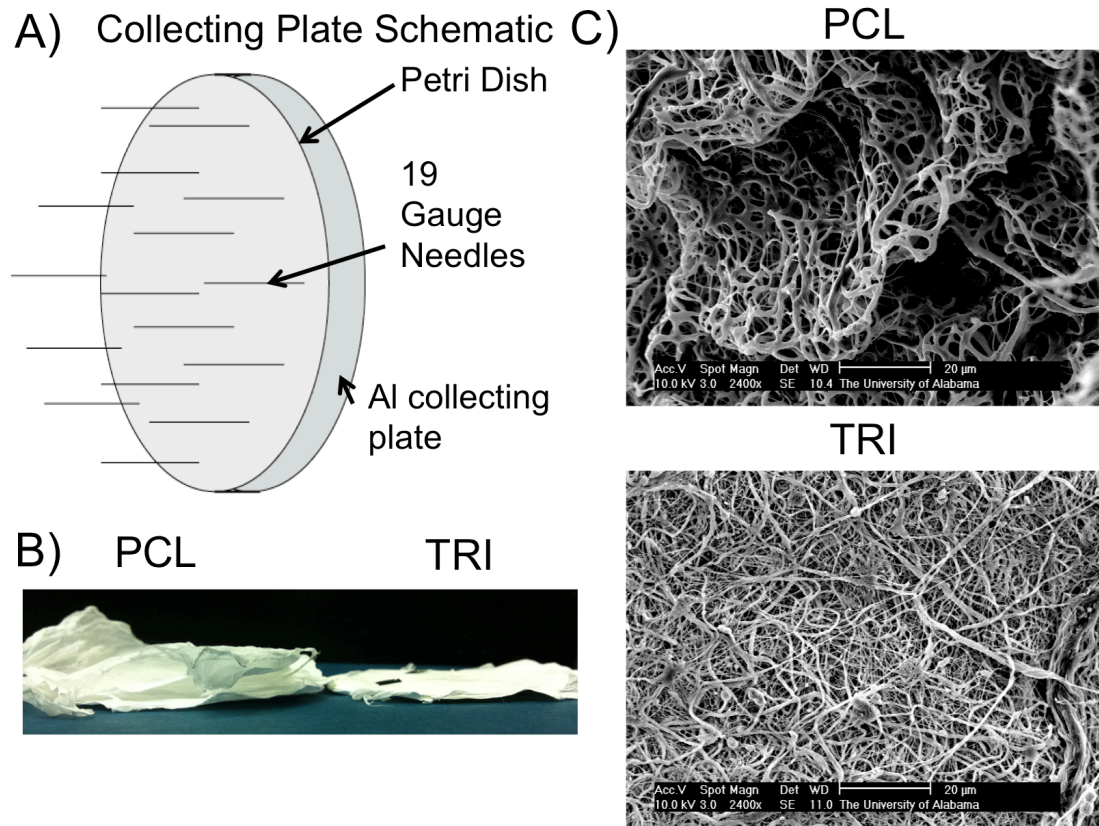 A) Collecting Plate Schematic
Petri Dish
19
Gauge
Needles
Al collecting
plate
B) PCL TRI
C) PCL
Acc.V Spot Magn Det WD 20 µm
10.0 kV 3.0 2400x SE 10.4 The University of Alabama
TRI
Acc.V Spot Magn Det WD 20 µm
10.0 kV 3.0 2400x SE 11.0 The University of Alabama